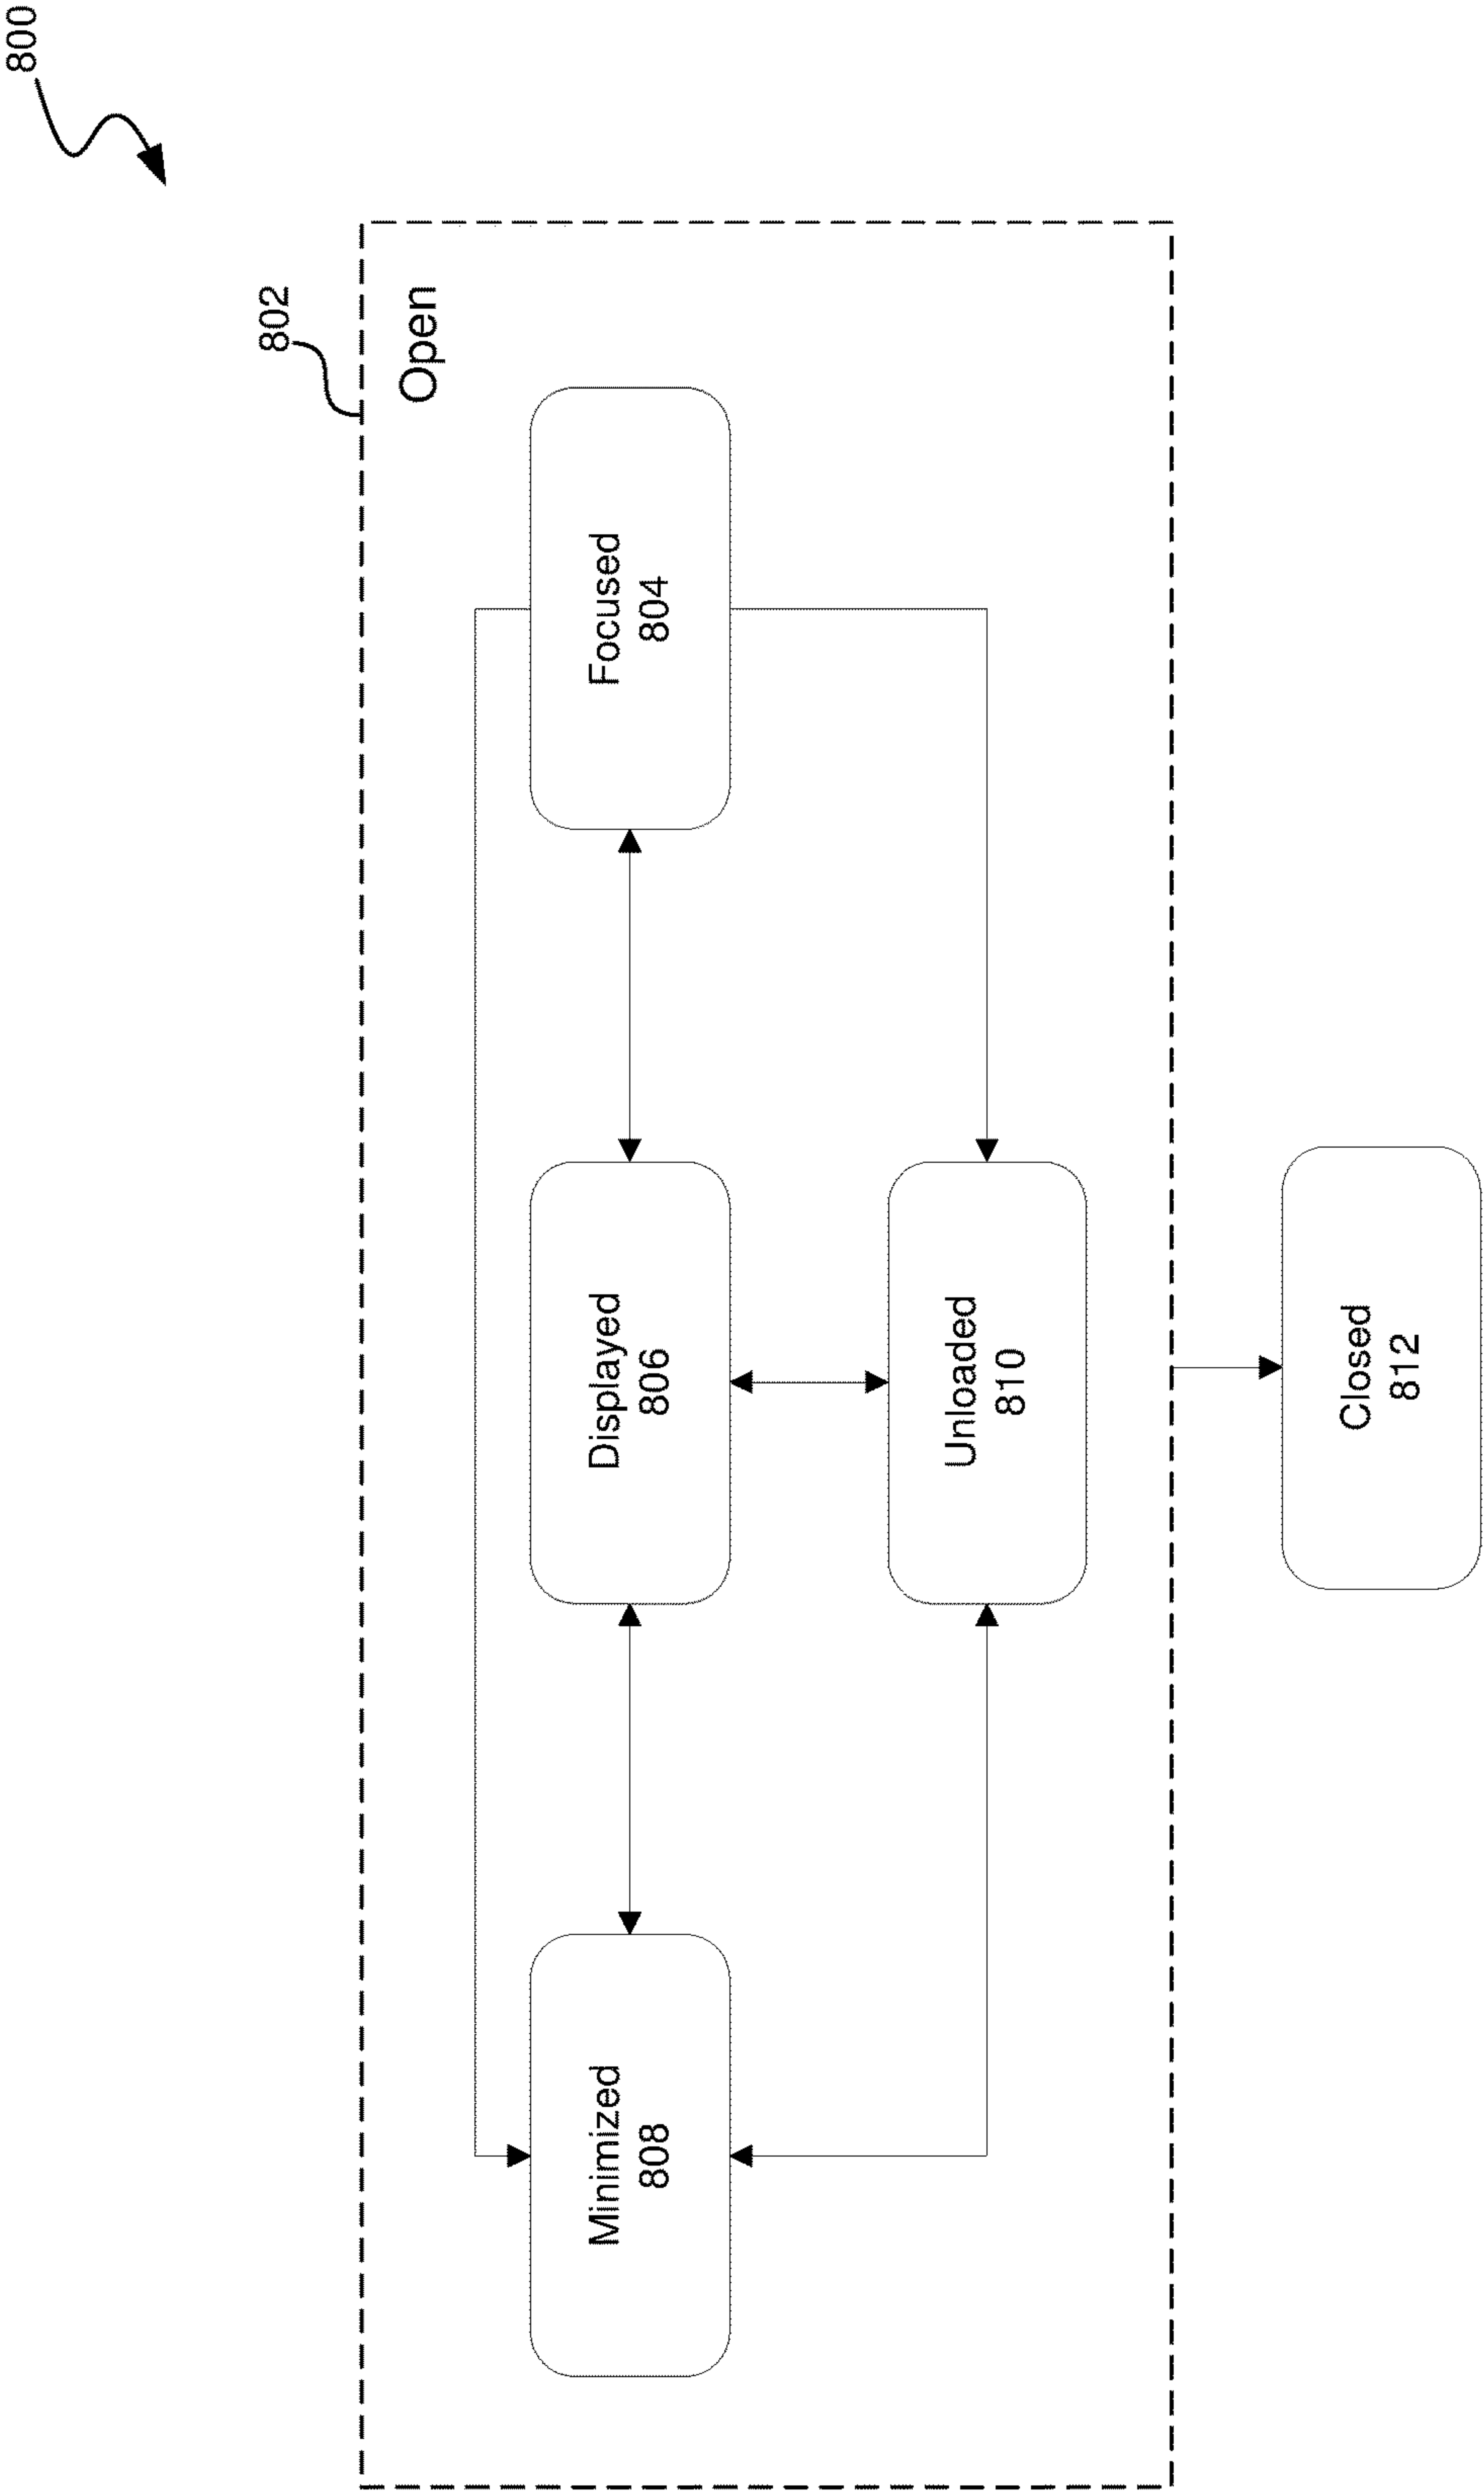 800
802
Open
Minimized
808
Displayed
806
Focused
804
Unloaded
810
Closed
812